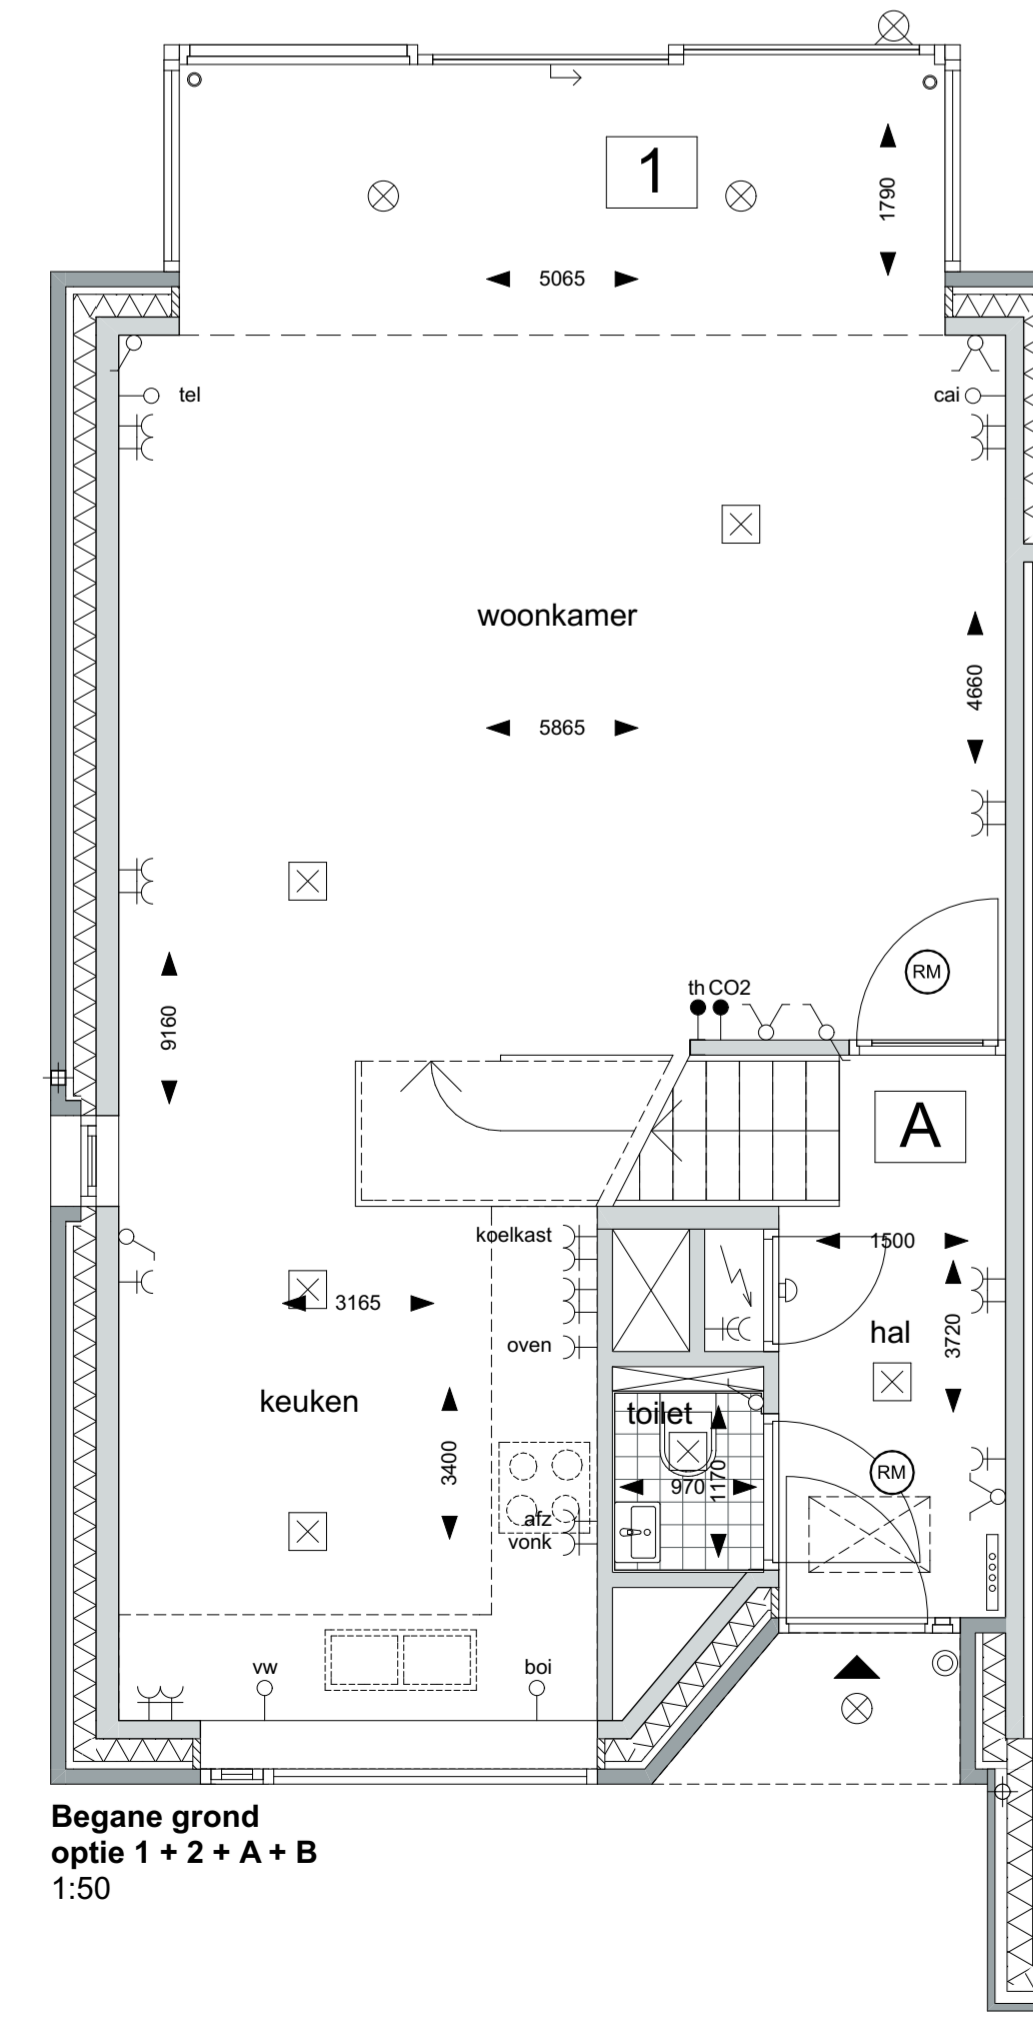 1
1790
5065
tel
cai
woonkamer
4660
5865
RM
th CO2
9160
A
koelkast
1500
3165
oven
hal
3720
keuken
toilet
3400
970
1170
RM
afz
vonk
vw
boi
Begane grond
optie 1 + 2 + A + B
1:50